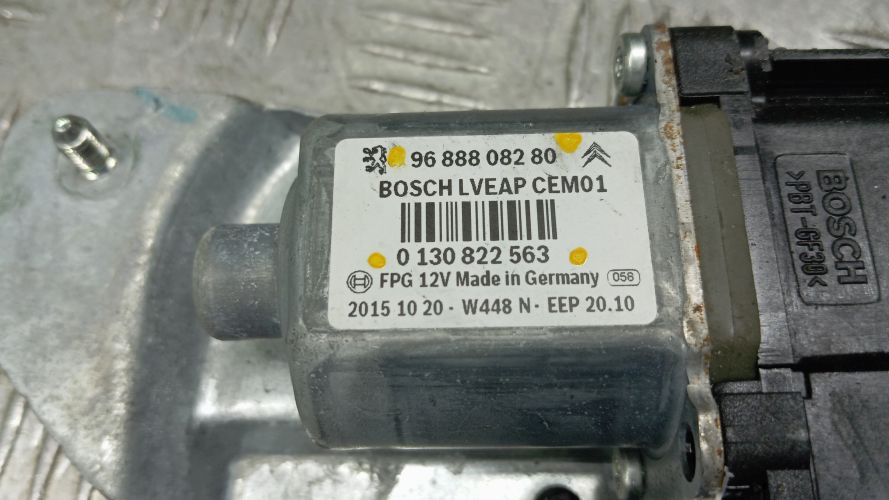 96 888 082 80
BOSCH LVEAP CEM01
0 130 822 563
FPG 12V Made in Germany 056
2015 10 20 - W448 N - EEP 20.10
BOSCH
>PBT-GF30<